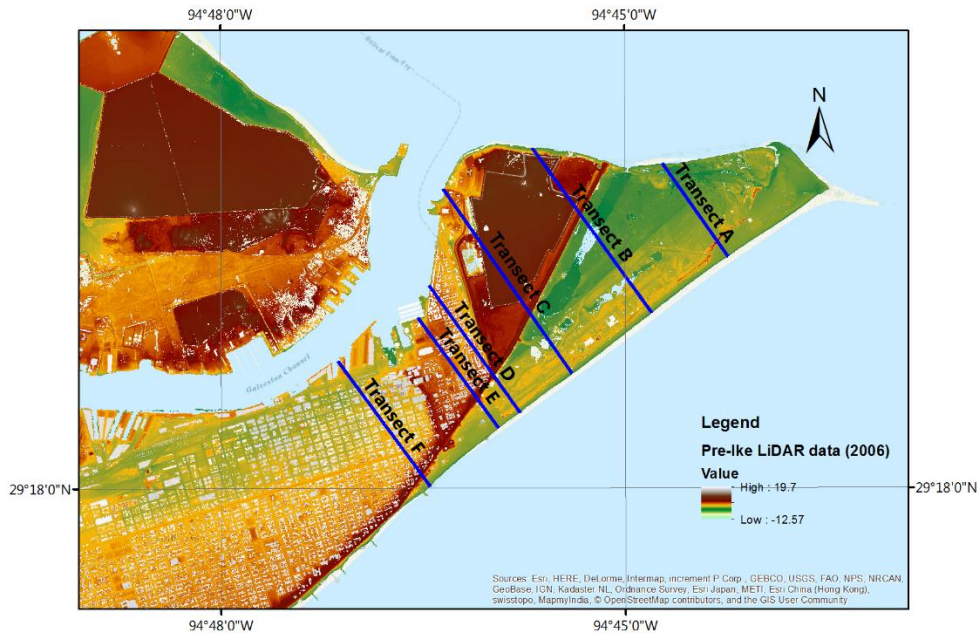 94°48'0"W 94°45'0"W
Bolivar Free Fry
N
Transect A
Transect B
Transect C
Transect D
Transect E
Transect F
Galveston Channel
Legend
Pre-Ike LiDAR data (2006)
Value
High : 19.7
Low : -12.57
29°18'0"N 29°18'0"N
Sources: Esri, HERE, DeLorme, Intermap, increment P Corp., GEBCO, USGS, FAO, NPS, NRCAN,
GeoBase, IGN, Kadaster NL, Ordnance Survey, Esri Japan, METI, Esri China (Hong Kong),
swisstopo, MapmyIndia, © OpenStreetMap contributors, and the GIS User Community
94°48'0"W 94°45'0"W